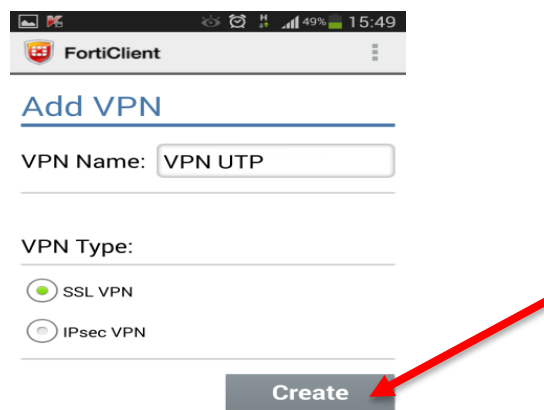 H 49% 15:49
FortiClient
Add VPN
VPN Name: VPN UTP
VPN Type:
SSL VPN
IPsec VPN
Create